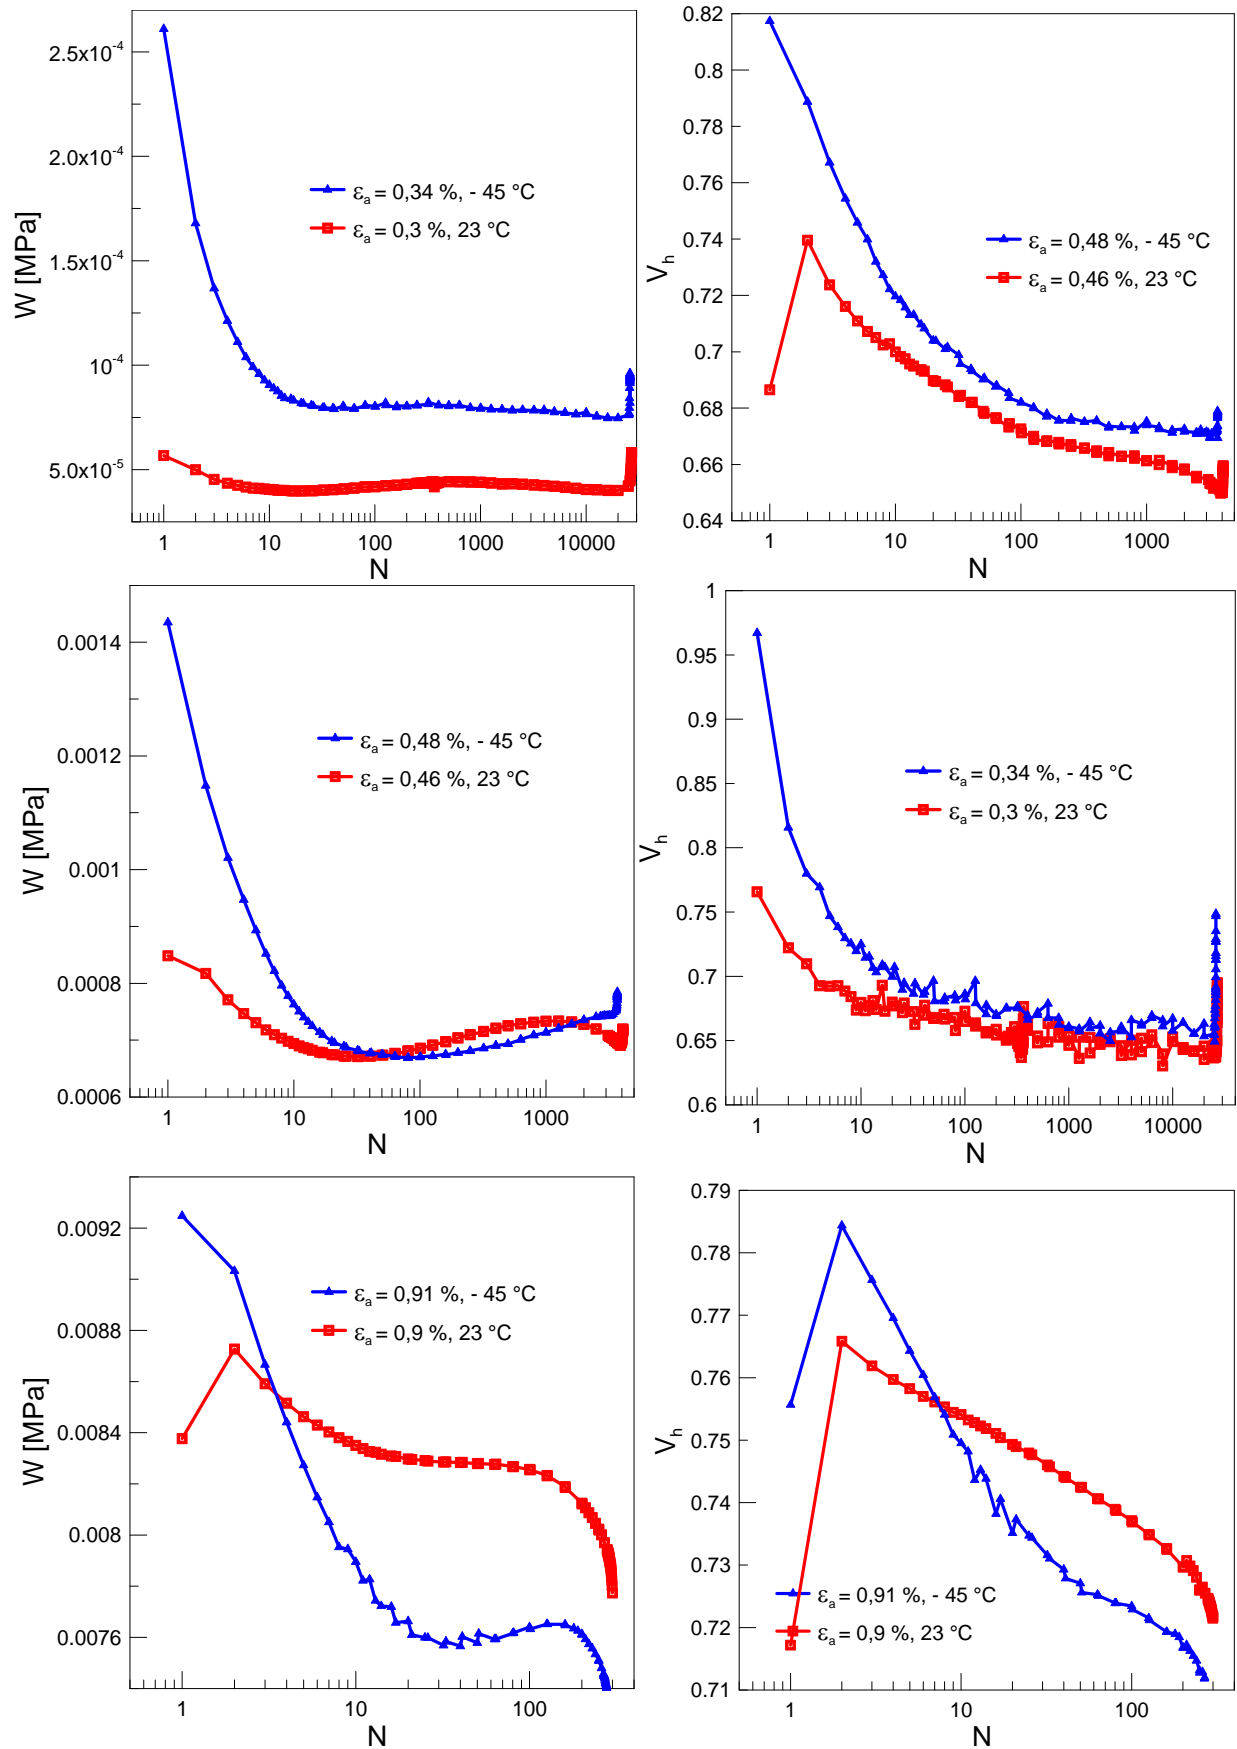 2.5x10-4
2.0x10-4
1.5x10-4
10-4
5.0x10-5
W [MPa]
εa = 0,34 %, - 45 °C
εa = 0,3 %, 23 °C
1 10 100 1000 10000
N
0.82
0.8
0.78
0.76
0.74
0.72
0.7
0.68
0.66
0.64
Vh
εa = 0,48 %, - 45 °C
εa = 0,46 %, 23 °C
1 10 100 1000
N
0.0014
0.0012
0.001
0.0008
0.0006
W [MPa]
εa = 0,48 %, - 45 °C
εa = 0,46 %, 23 °C
1 10 100 1000
N
1
0.95
0.9
0.85
0.8
0.75
0.7
0.65
0.6
Vh
εa = 0,34 %, - 45 °C
εa = 0,3 %, 23 °C
1 10 100 1000 10000
N
0.0092
0.0088
0.0084
0.008
0.0076
W [MPa]
εa = 0,91 %, - 45 °C
εa = 0,9 %, 23 °C
1 10 100
N
0.79
0.78
0.77
0.76
0.75
0.74
0.73
0.72
0.71
Vh
εa = 0,91 %, - 45 °C
εa = 0,9 %, 23 °C
1 10 100
N